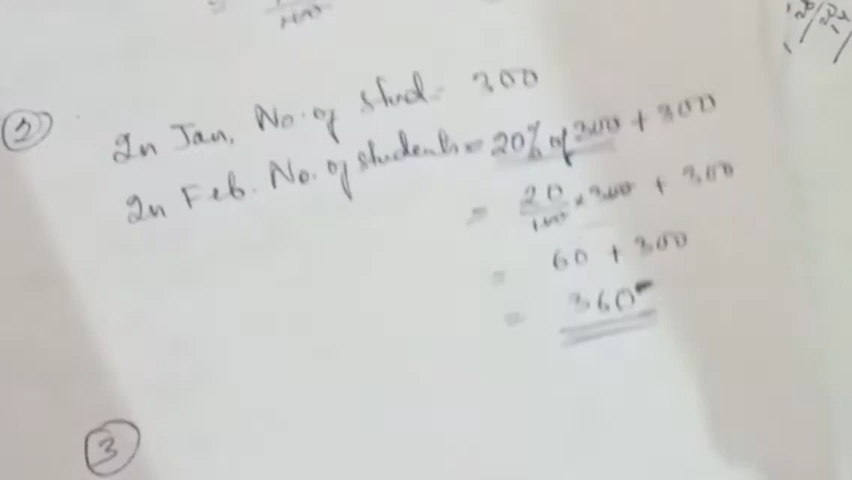 100
2
In Jan, No. of stud = 300
In Feb. No. of students = 20% of 300 + 300
= 20/100 × 300 + 300
= 60 + 300
= 360
3